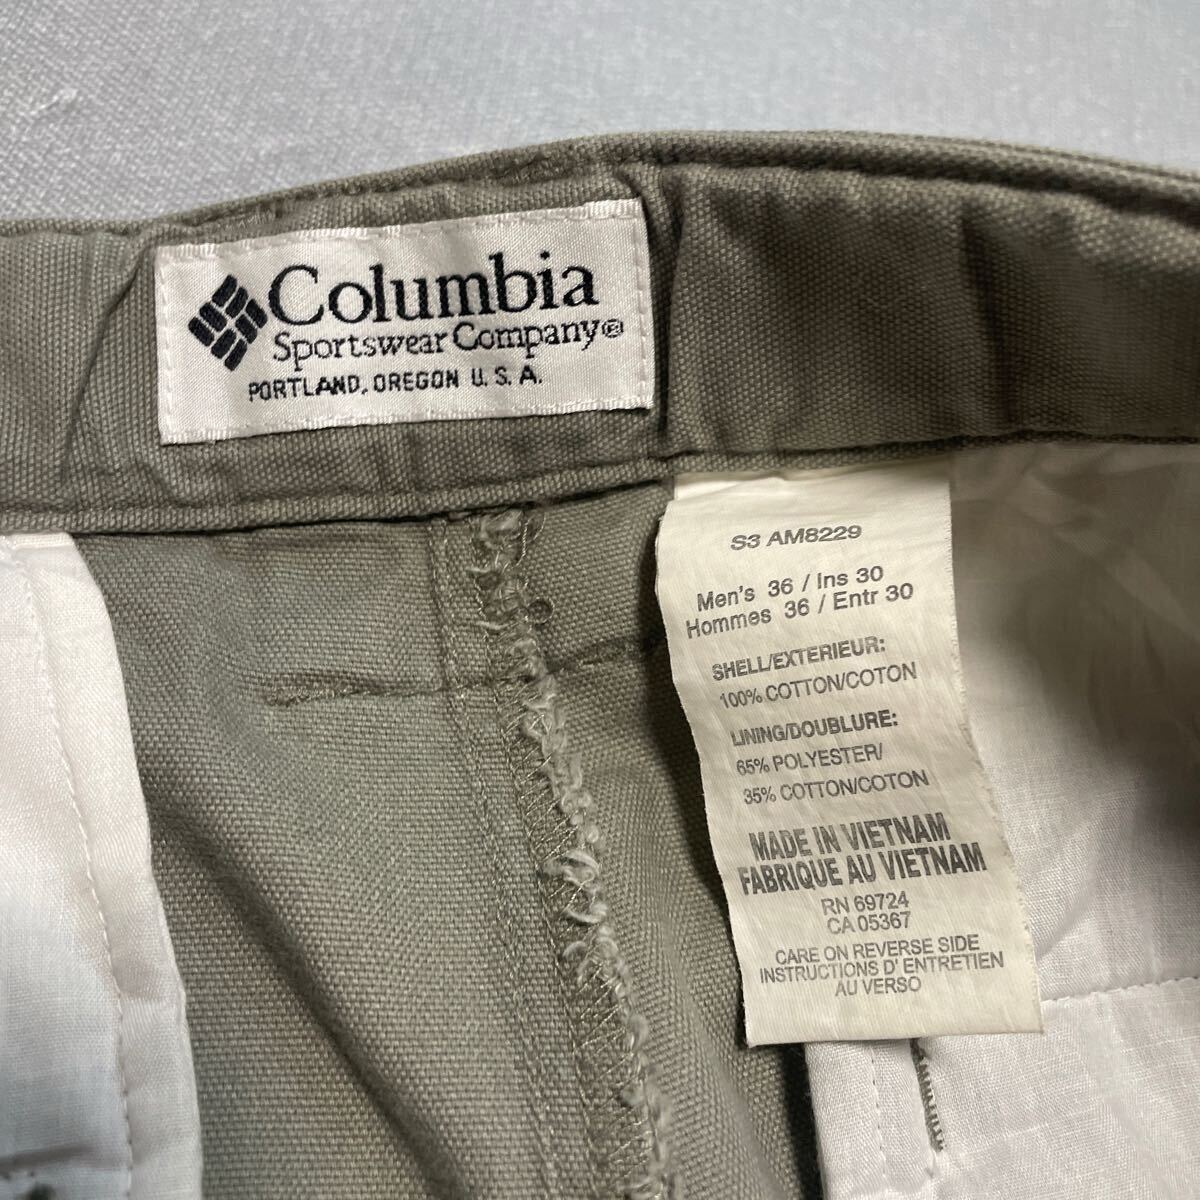 Columbia
Sportswear Company®
PORTLAND, OREGON U.S.A.
S3 AM8229
Men's 36 / Ins 30
Hommes 36 / Entr 30
SHELL/EXTERIEUR:
100% COTTON/COTON
LINING/DOUBLURE:
65% POLYESTER/
35% COTTON/COTON
MADE IN VIETNAM
FABRIQUE AU VIETNAM
RN 69724
CA 05367
CARE ON REVERSE SIDE
INSTRUCTIONS D' ENTRETIEN
AU VERSO